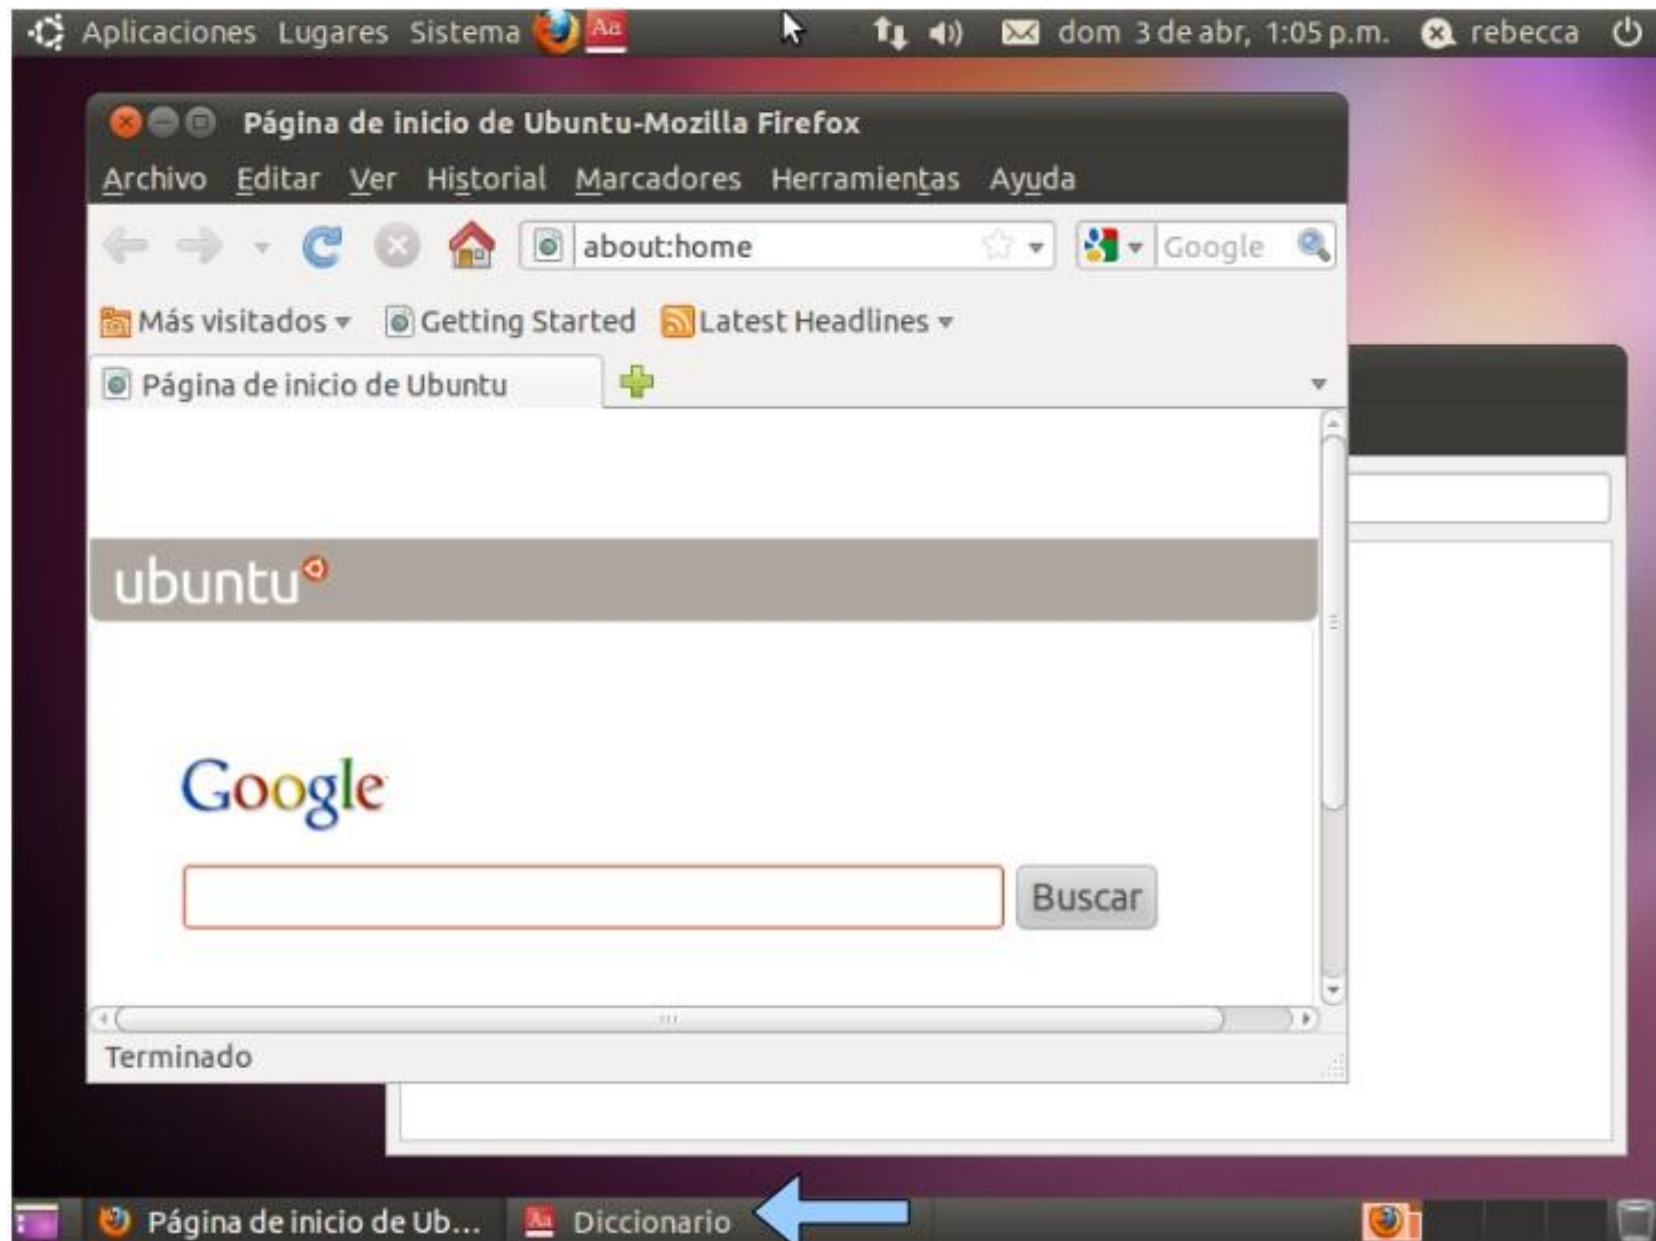 Aplicaciones Lugares Sistema Aa dom 3 de abr, 1:05 p.m. rebecca
Página de inicio de Ubuntu-Mozilla Firefox
Archivo Editar Ver Historial Marcadores Herramientas Ayuda
about:home Google
Más visitados Getting Started Latest Headlines
Página de inicio de Ubuntu
ubuntu
Google
Buscar
Terminado
Página de inicio de Ub... Aa Diccionario